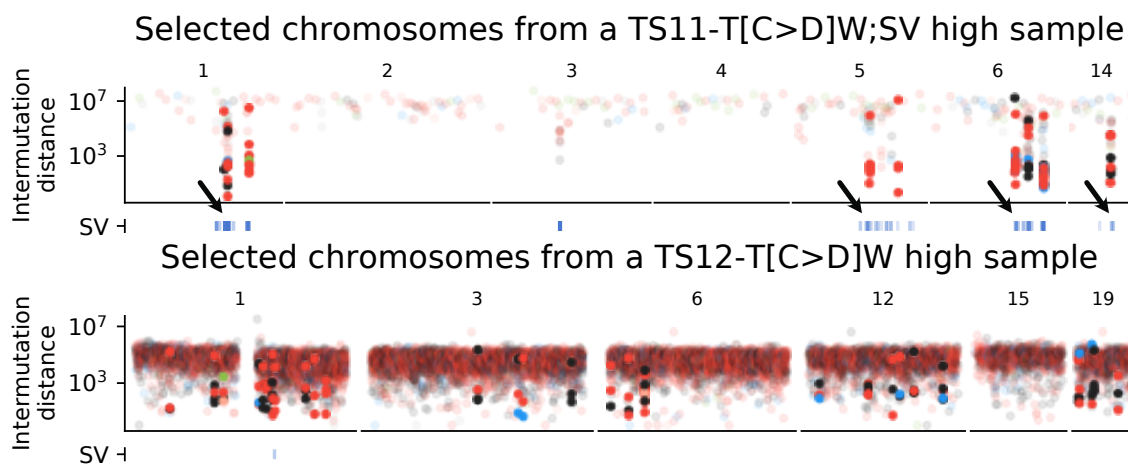 Selected chromosomes from a TS11-T[C>D]W;SV high sample
1 2 3 4 5 6 14
Intermutation distance
10^7
10^3
SV
Selected chromosomes from a TS12-T[C>D]W high sample
1 3 6 12 15 19
Intermutation distance
10^7
10^3
SV